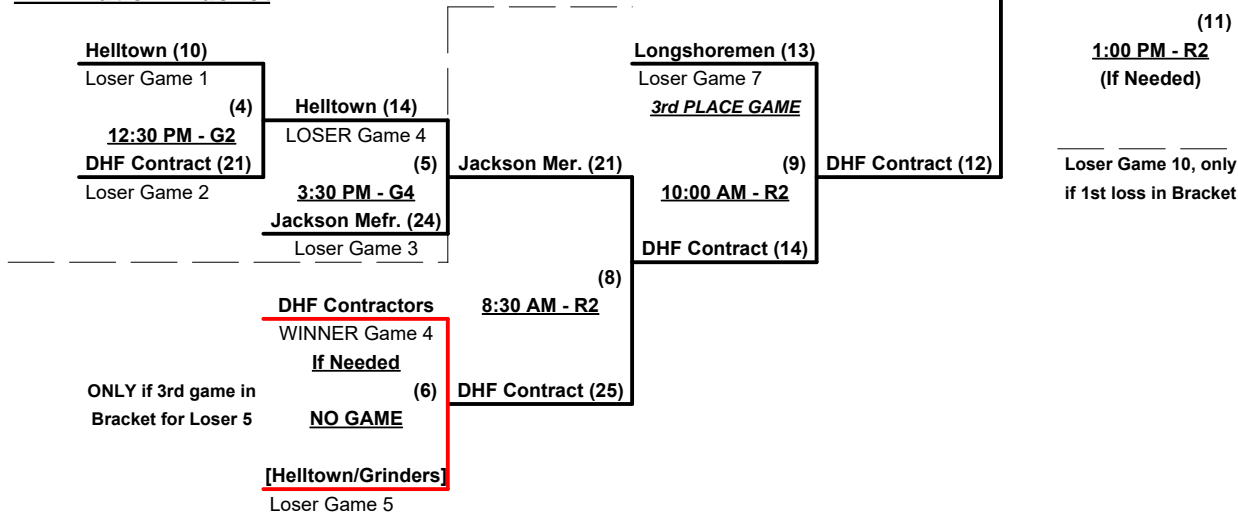 (11)
Helltown (10)
Longshoremen (13)
1:00 PM - R2
Loser Game 1
Loser Game 7
(If Needed)
(4)
Helltown (14)
3rd PLACE GAME
12:30 PM - G2
LOSER Game 4
DHF Contract (21)
(5)
Jackson Mer. (21)
(9)
DHF Contract (12)
Loser Game 10, only
Loser Game 2
3:30 PM - G4
10:00 AM - R2
if 1st loss in Bracket
Jackson Mefr. (24)
Loser Game 3
DHF Contract (14)
(8)
DHF Contractors
8:30 AM - R2
WINNER Game 4
If Needed
ONLY if 3rd game in
(6)
DHF Contract (25)
Bracket for Loser 5
NO GAME
[Helltown/Grinders]
Loser Game 5